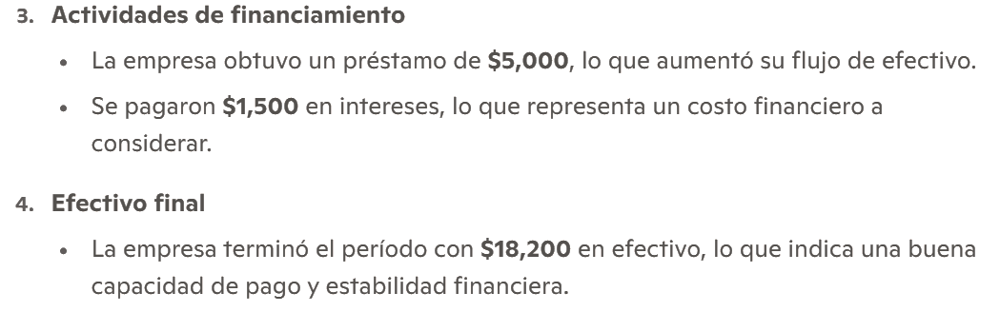 3. Actividades de financiamiento
• La empresa obtuvo un préstamo de $5,000, lo que aumentó su flujo de efectivo.
• Se pagaron $1,500 en intereses, lo que representa un costo financiero a
considerar.
4. Efectivo final
• La empresa terminó el período con $18,200 en efectivo, lo que indica una buena
capacidad de pago y estabilidad financiera.